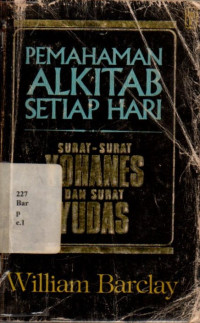 PEMAHAMAN
ALKITAB
SETIAP HARI
SURAT-SURAT
YOHANES
DAN SURAT
YUDAS
227
Bar
p
c.1
William Barclay